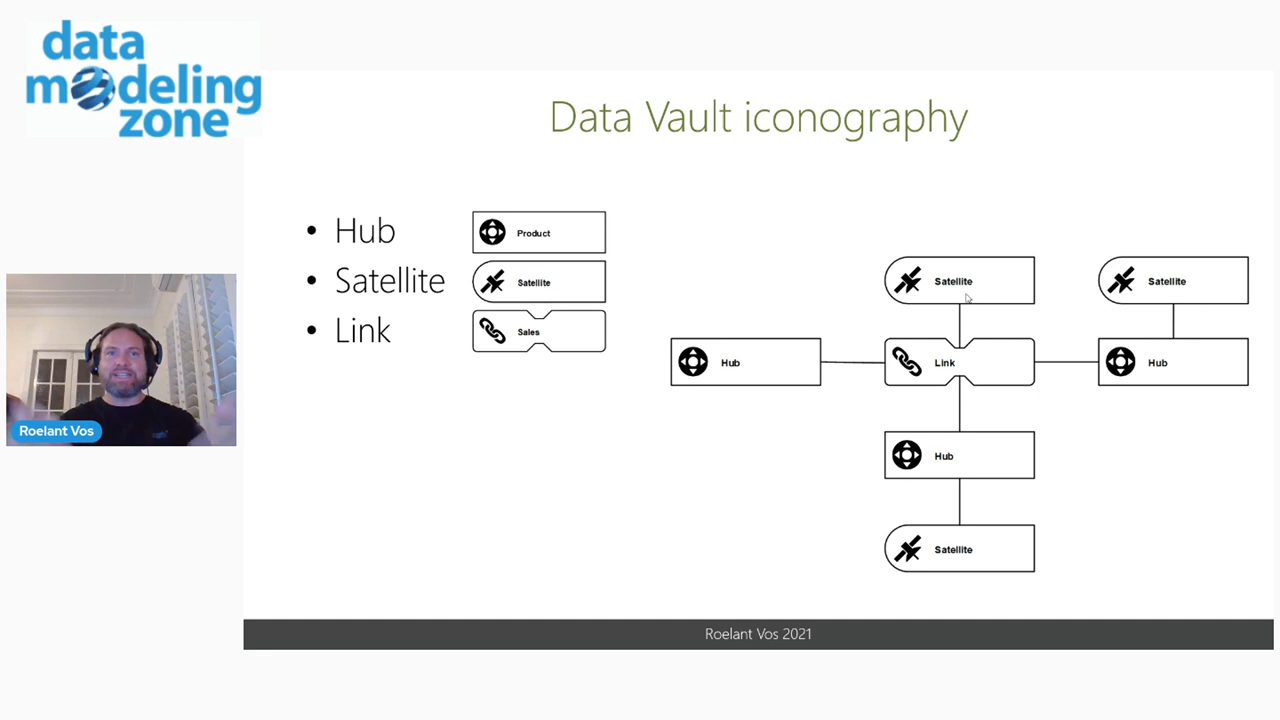 data
modeling
zone
Data Vault iconography
• Hub
Product
• Satellite
Satellite
• Link
Sales
Satellite
Satellite
Hub
Link
Hub
Hub
Satellite
Roelant Vos
Roelant Vos 2021